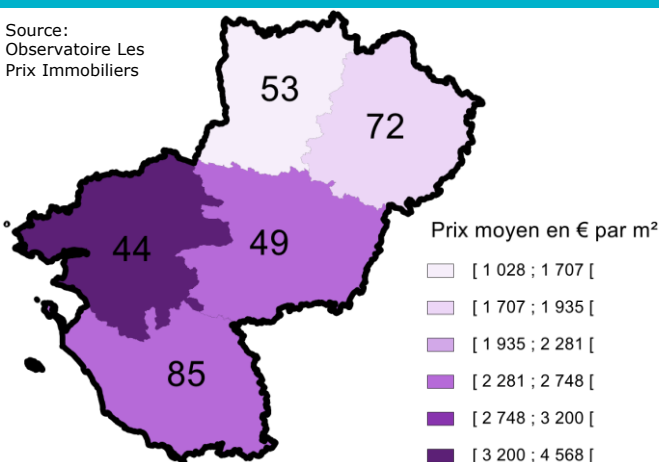 Source:
Observatoire Les
Prix Immobiliers
53
72
44
49
85
Prix moyen en € par m²
[ 1 028 ; 1 707 [
[ 1 707 ; 1 935 [
[ 1 935 ; 2 281 [
[ 2 281 ; 2 748 [
[ 2 748 ; 3 200 [
[ 3 200 ; 4 568 [